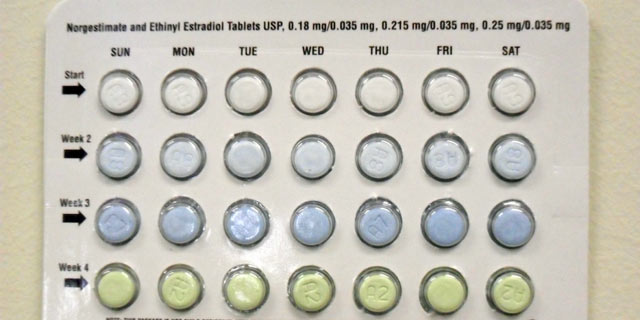 Norgestimate and Ethinyl Estradiol Tablets USP, 0.18 mg/0.035 mg, 0.215 mg/0.035 mg, 0.25 mg/0.035 mg
SUN MON TUE WED THU FRI SAT
Start
Week 2
Week 3
Week 4